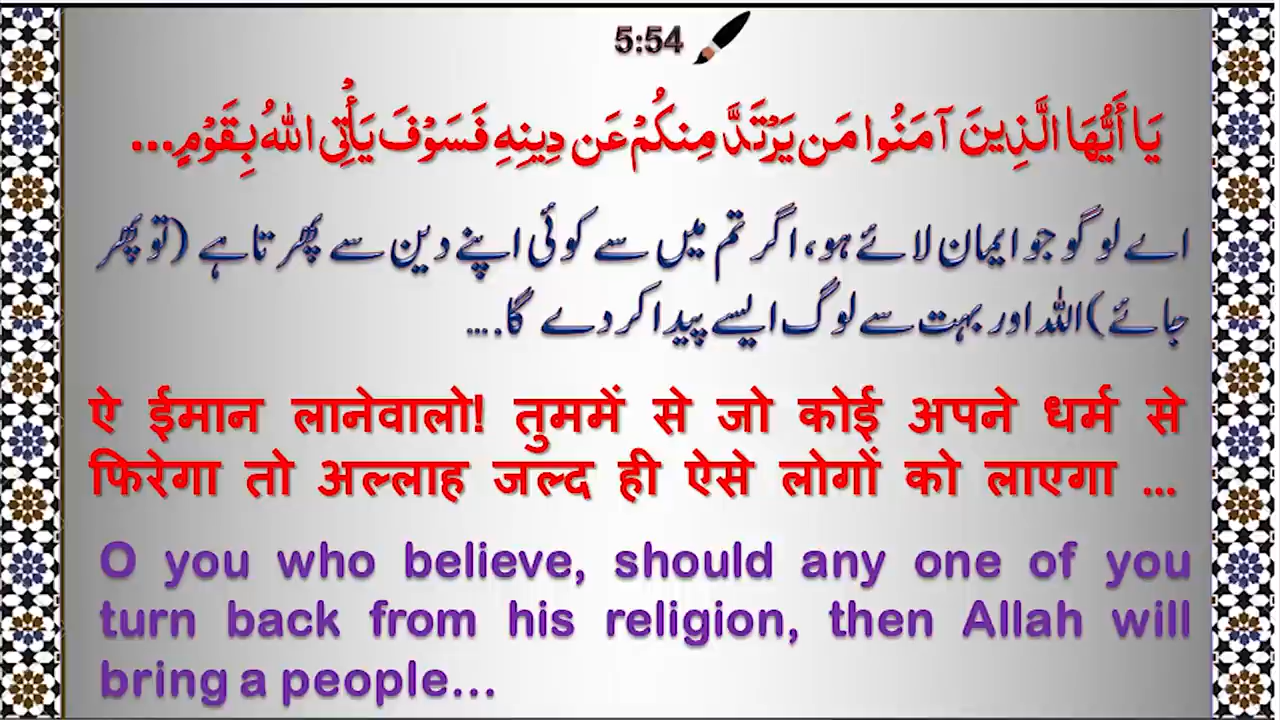 5:54
يَا أَيُّهَا الَّذِينَ آمَنُوا مَن يَرْتَدَّ مِنكُمْ عَن دِينِهِ فَسَوْفَ يَأْتِي اللهُ بِقَوْمٍ...
اے لوگو جو ایمان لائے ہو، اگر تم میں سے کوئی اپنے دین سے پھرتا ہے (تو پھر
جائے) اللہ اور بہت سے لوگ ایسے پیدا کر دے گا....
ऐ ईमान लानेवालो! तुममें से जो कोई अपने धर्म से
फिरेगा तो अल्लाह जल्द ही ऐसे लोगों को लाएगा ...
O you who believe, should any one of you
turn back from his religion, then Allah will
bring a people...